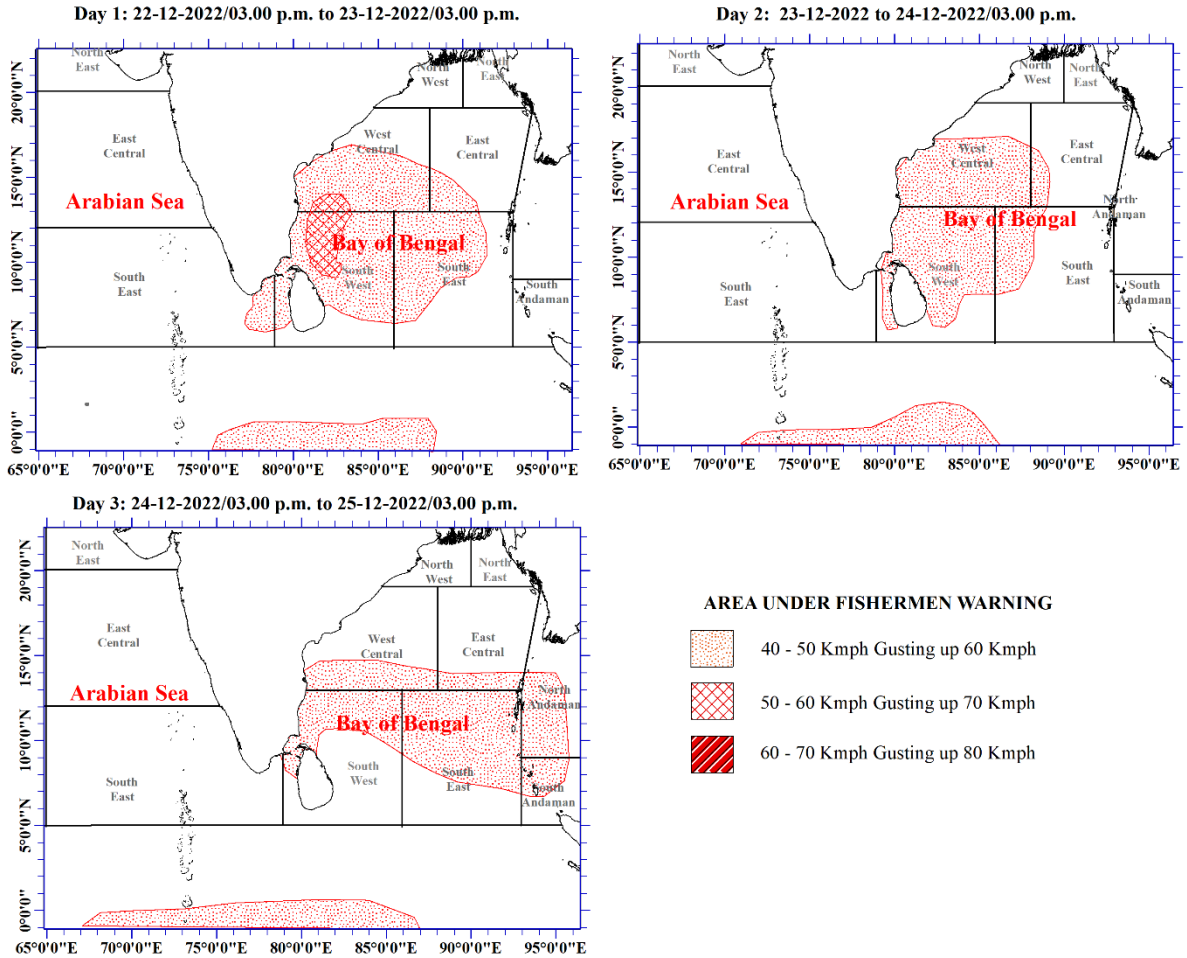 Day 1: 22-12-2022/03.00 p.m. to 23-12-2022/03.00 p.m.
North
East
North
West
North
East
East
Central
West
Central
East
Central
Arabian Sea
Bay of Bengal
South
East
South
West
South
East
South
Andaman
20°0'0"N
15°0'0"N
10°0'0"N
5°0'0"N
0°0'0"
65°0'0"E
70°0'0"E
75°0'0"E
80°0'0"E
85°0'0"E
90°0'0"E
95°0'0"E
Day 2: 23-12-2022 to 24-12-2022/03.00 p.m.
North
East
North
West
North
East
East
Central
West
Central
East
Central
Arabian Sea
North
Andaman
Bay of Bengal
South
East
South
West
South
East
South
Andaman
20°0'0"N
15°0'0"N
10°0'0"N
5°0'0"N
0°0'0"
65°0'0"E
70°0'0"E
75°0'0"E
80°0'0"E
85°0'0"E
90°0'0"E
95°0'0"E
Day 3: 24-12-2022/03.00 p.m. to 25-12-2022/03.00 p.m.
North
East
North
West
North
East
East
Central
West
Central
East
Central
Arabian Sea
North
Andaman
Bay of Bengal
South
East
South
West
South
East
South
Andaman
20°0'0"N
15°0'0"N
10°0'0"N
5°0'0"N
0°0'0"
65°0'0"E
70°0'0"E
75°0'0"E
80°0'0"E
85°0'0"E
90°0'0"E
95°0'0"E
AREA UNDER FISHERMEN WARNING
40 - 50 Kmph Gusting up 60 Kmph
50 - 60 Kmph Gusting up 70 Kmph
60 - 70 Kmph Gusting up 80 Kmph